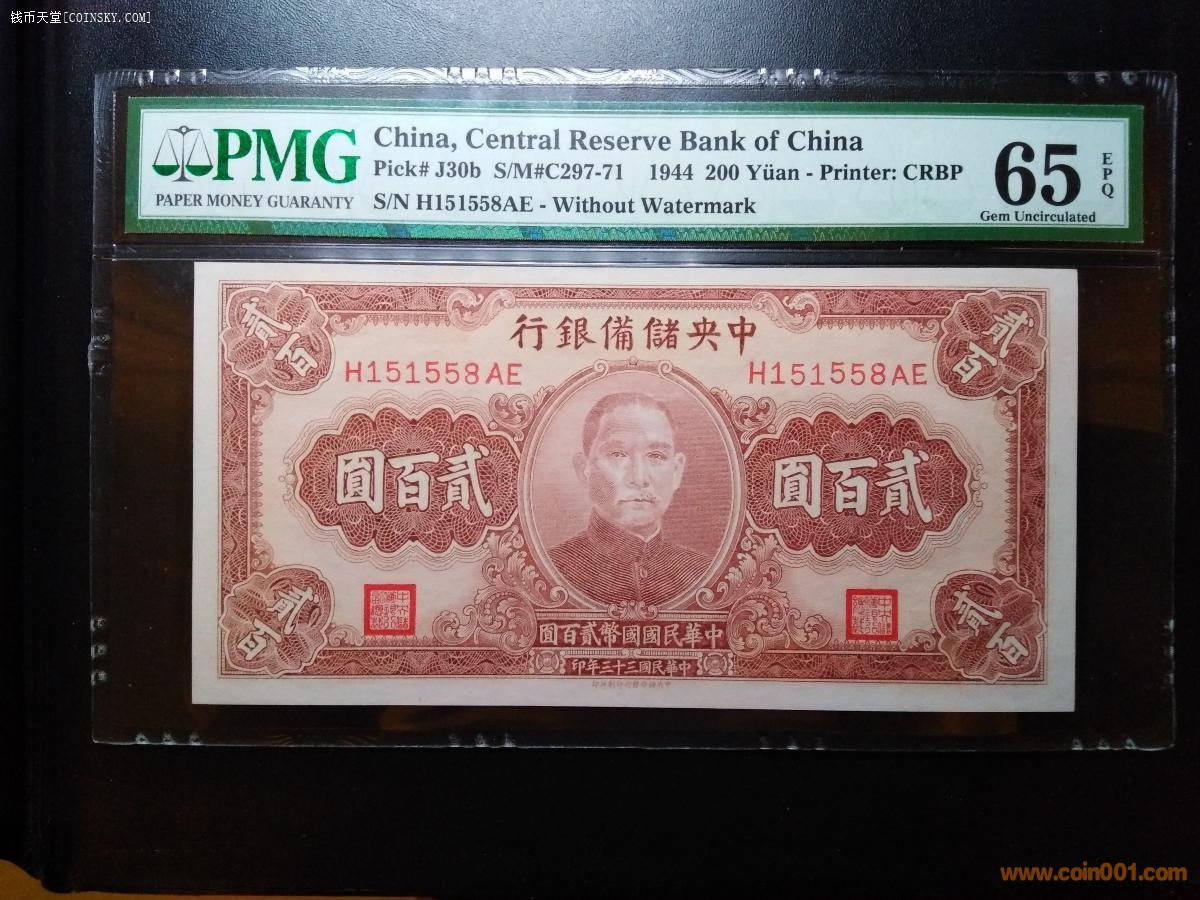 钱币天堂[COINSKY.COM]
PMG
PAPER MONEY GUARANTY
China, Central Reserve Bank of China
Pick# J30b S/M#C297-71 1944 200 Yüan - Printer: CRBP
S/N H151558AE - Without Watermark
65
EPQ
Gem Uncirculated
貳百
行銀備儲央中
貳百
H151558AE
H151558AE
圓百貳
圓百貳
貳百
圓百貳幣國國民華中
貳百
印年三十三國民華中
www.coin001.com